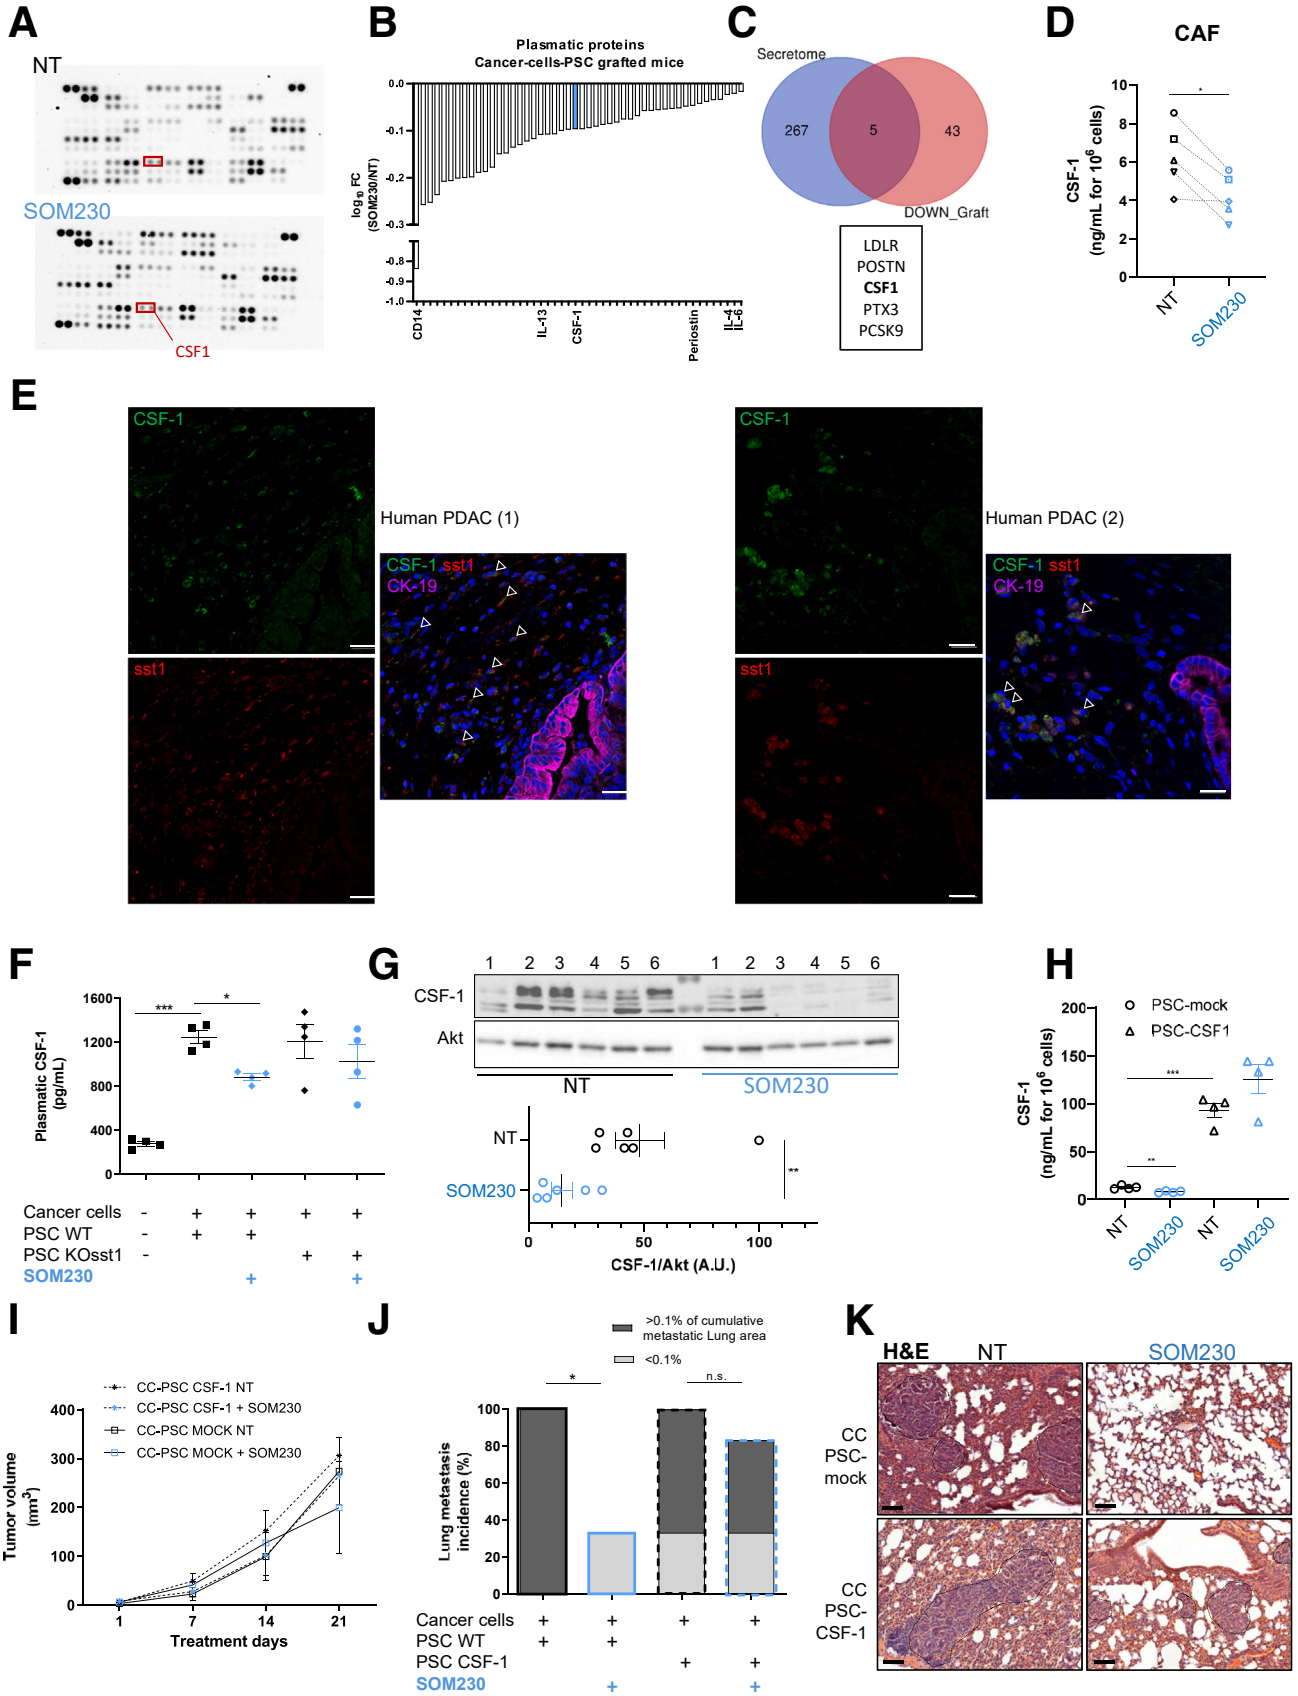 A
NT
SOM230
CSF1
B
Plasmatic proteins
Cancer-cells-PSC grafted mice
log10 FC
(SOM230/NT)
0.0
-0.1
-0.2
-0.3
-0.8
-0.9
-1.0
CD14
IL-13
CSF-1
Periostin
IL-4
IL-6
C
Secretome
267
5
43
DOWN_Graft
LDLR
POSTN
CSF1
PTX3
PCSK9
D
CAF
CSF-1
(ng/mL for 10^6 cells)
10
8
6
4
2
0
*
NT
SOM230
E
CSF-1
sst1
Human PDAC (1)
CSF-1 sst1
CK-19
CSF-1
sst1
Human PDAC (2)
CSF-1 sst1
CK-19
F
Plasmatic CSF-1
(pg/mL)
1600
1200
800
400
0
***
*
Cancer cells - + + + +
PSC WT - + +
PSC KOsst1 - + +
SOM230 + +
G
1 2 3 4 5 6 1 2 3 4 5 6
CSF-1
Akt
NT
SOM230
NT
SOM230
**
0 50 100
CSF-1/Akt (A.U.)
H
PSC-mock
PSC-CSF1
CSF-1
(ng/mL for 10^6 cells)
200
150
100
50
0
***
**
NT
SOM230
NT
SOM230
I
CC-PSC CSF-1 NT
CC-PSC CSF-1 + SOM230
CC-PSC MOCK NT
CC-PSC MOCK + SOM230
Tumor volume
(mm3)
400
300
200
100
0
1 7 14 21
Treatment days
J
>0.1% of cumulative
metastatic Lung area
<0.1%
Lung metastasis
incidence (%)
100
80
60
40
20
0
*
n.s.
Cancer cells + + + +
PSC WT + +
PSC CSF-1 + +
SOM230 + +
K
H&E
NT
SOM230
CC
PSC-
mock
CC
PSC-
CSF-1